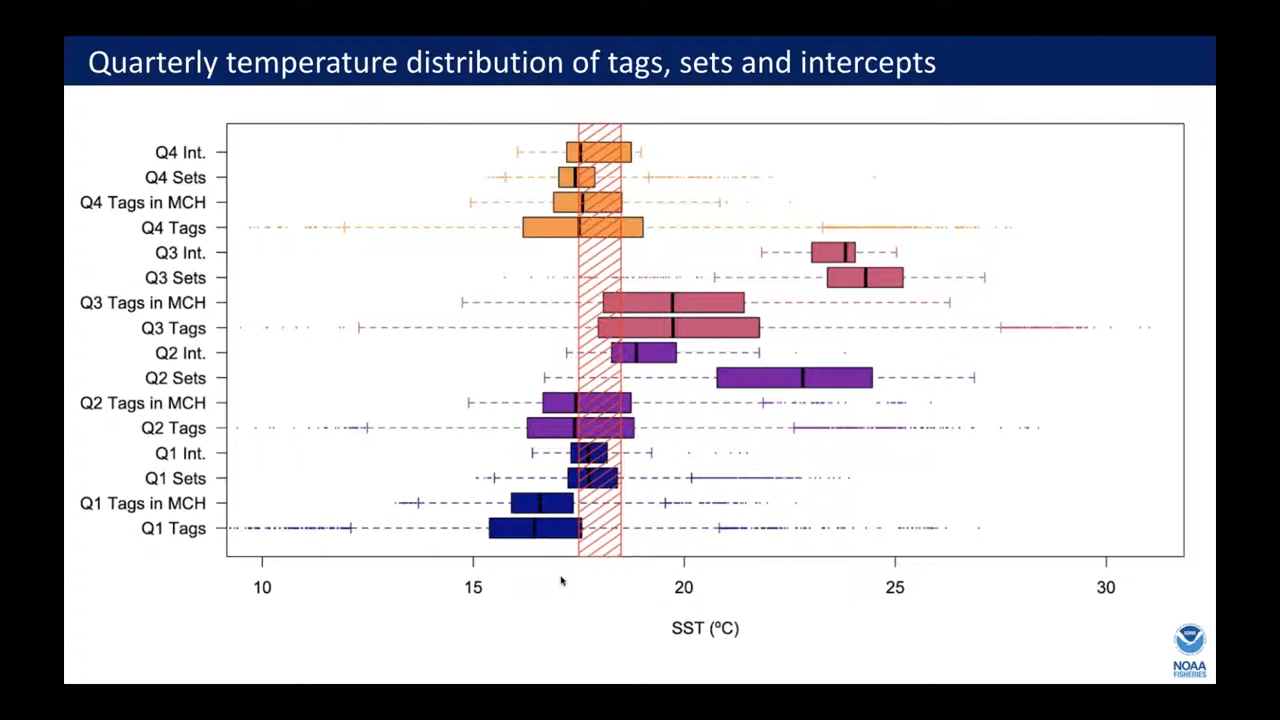 Quarterly temperature distribution of tags, sets and intercepts
Q4 Int.
Q4 Sets
Q4 Tags in MCH
Q4 Tags
Q3 Int.
Q3 Sets
Q3 Tags in MCH
Q3 Tags
Q2 Int.
Q2 Sets
Q2 Tags in MCH
Q2 Tags
Q1 Int.
Q1 Sets
Q1 Tags in MCH
Q1 Tags
10 15 20 25 30
SST (ºC)
NOAA
FISHERIES